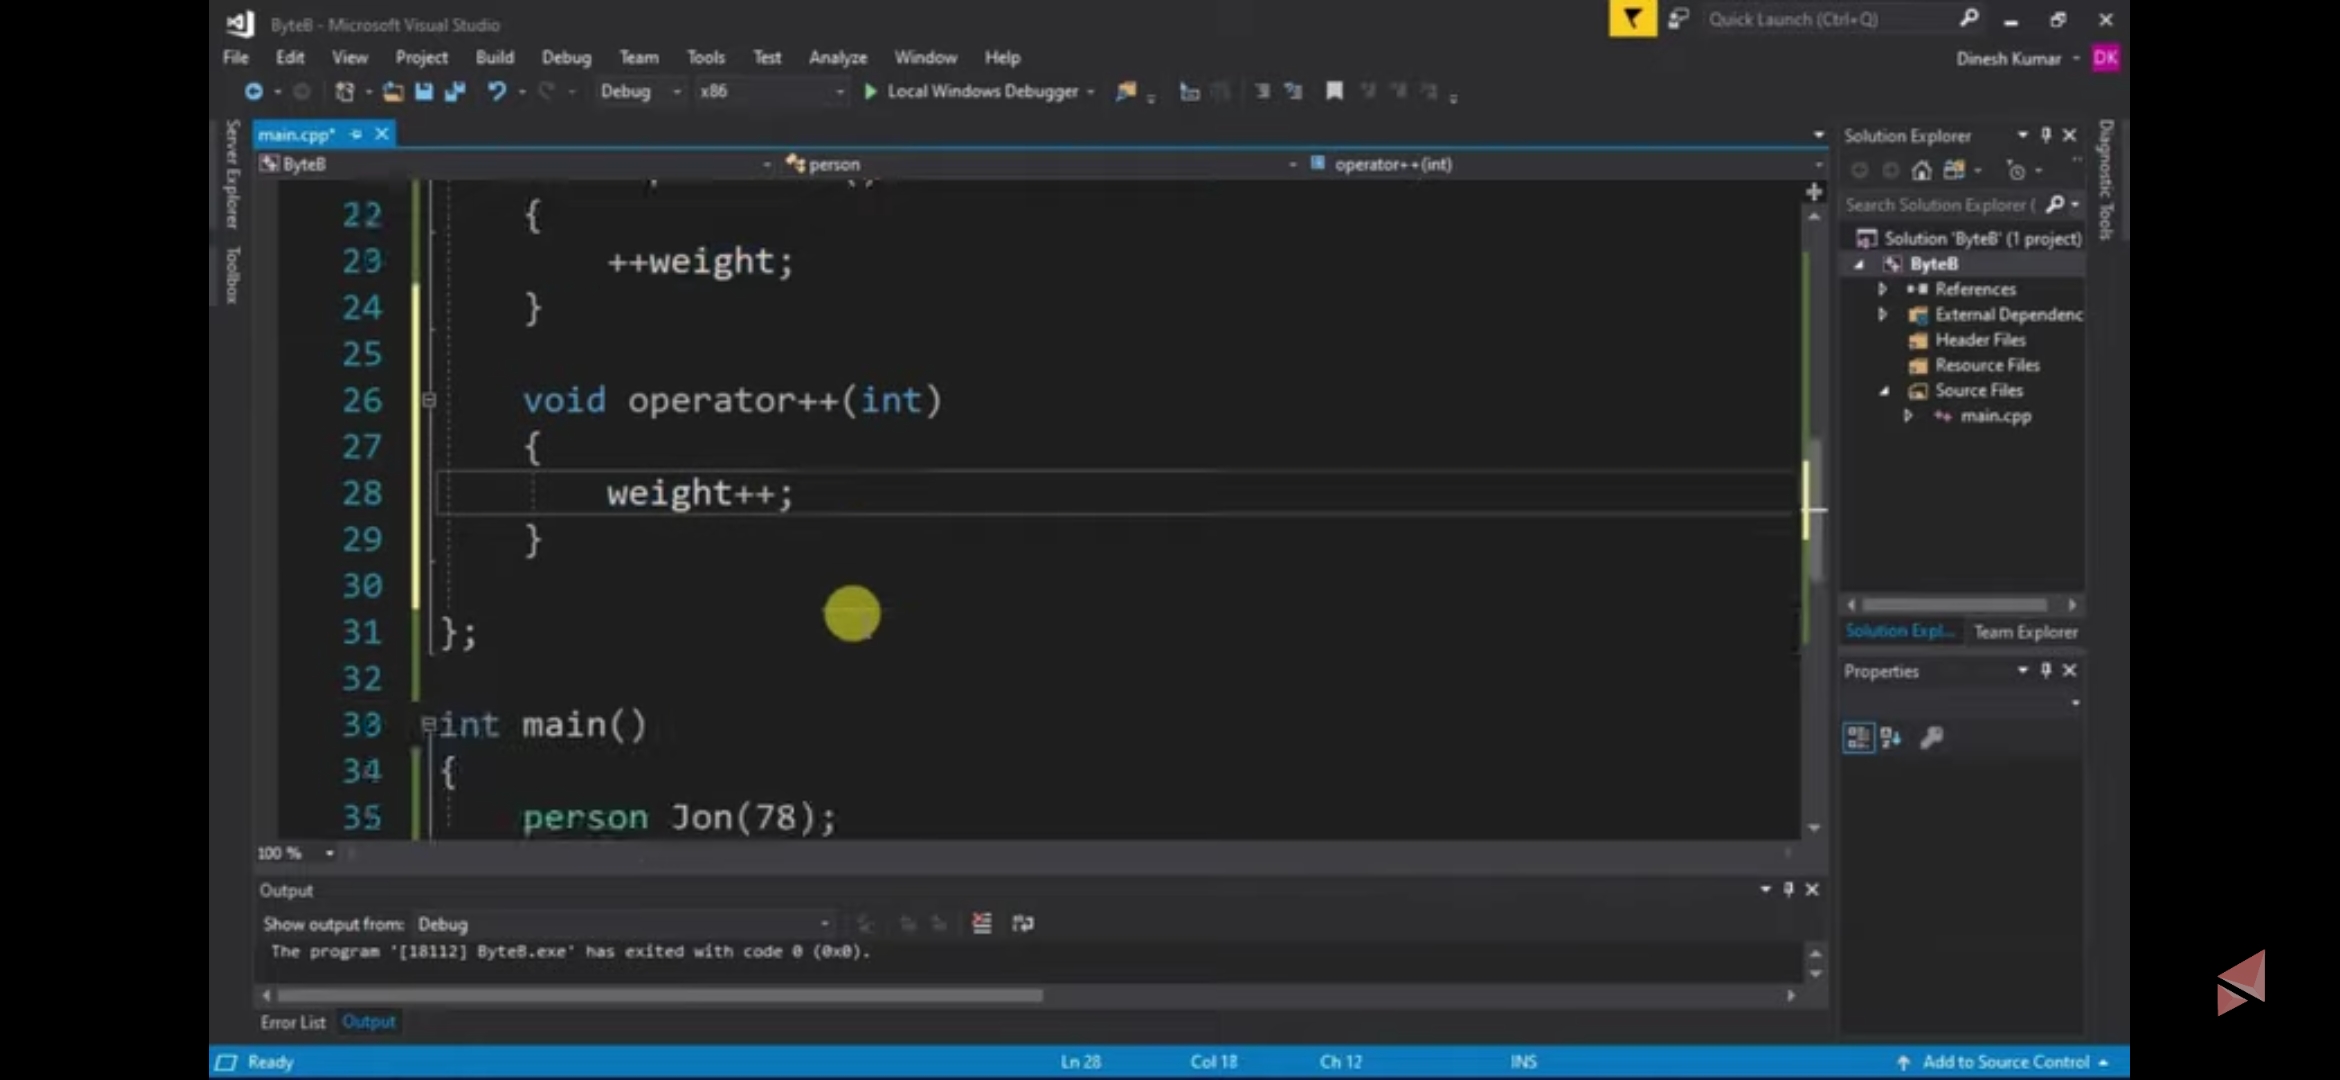 ByteB - Microsoft Visual Studio
Quick Launch (Ctrl+Q)
File Edit View Project Build Debug Team Tools Test Analyze Window Help
Dinesh Kumar DK
Debug x86 Local Windows Debugger
Server Explorer
Toolbox
main.cpp*
ByteB person operator++(int)
22 {
23 ++weight;
24 }
25
26 void operator++(int)
27 {
28 weight++;
29 }
30
31 };
32
33 int main()
34 {
35 person Jon(78);
100 %
Output
Show output from: Debug
The program '[18112] ByteB.exe' has exited with code 0 (0x0).
Error List Output
Solution Explorer
Search Solution Explorer (
Solution 'ByteB' (1 project)
ByteB
References
External Dependenc
Header Files
Resource Files
Source Files
main.cpp
Solution Expl... Team Explorer
Properties
Diagnostic Tools
Ready Ln 28 Col 18 Ch 12 INS Add to Source Control